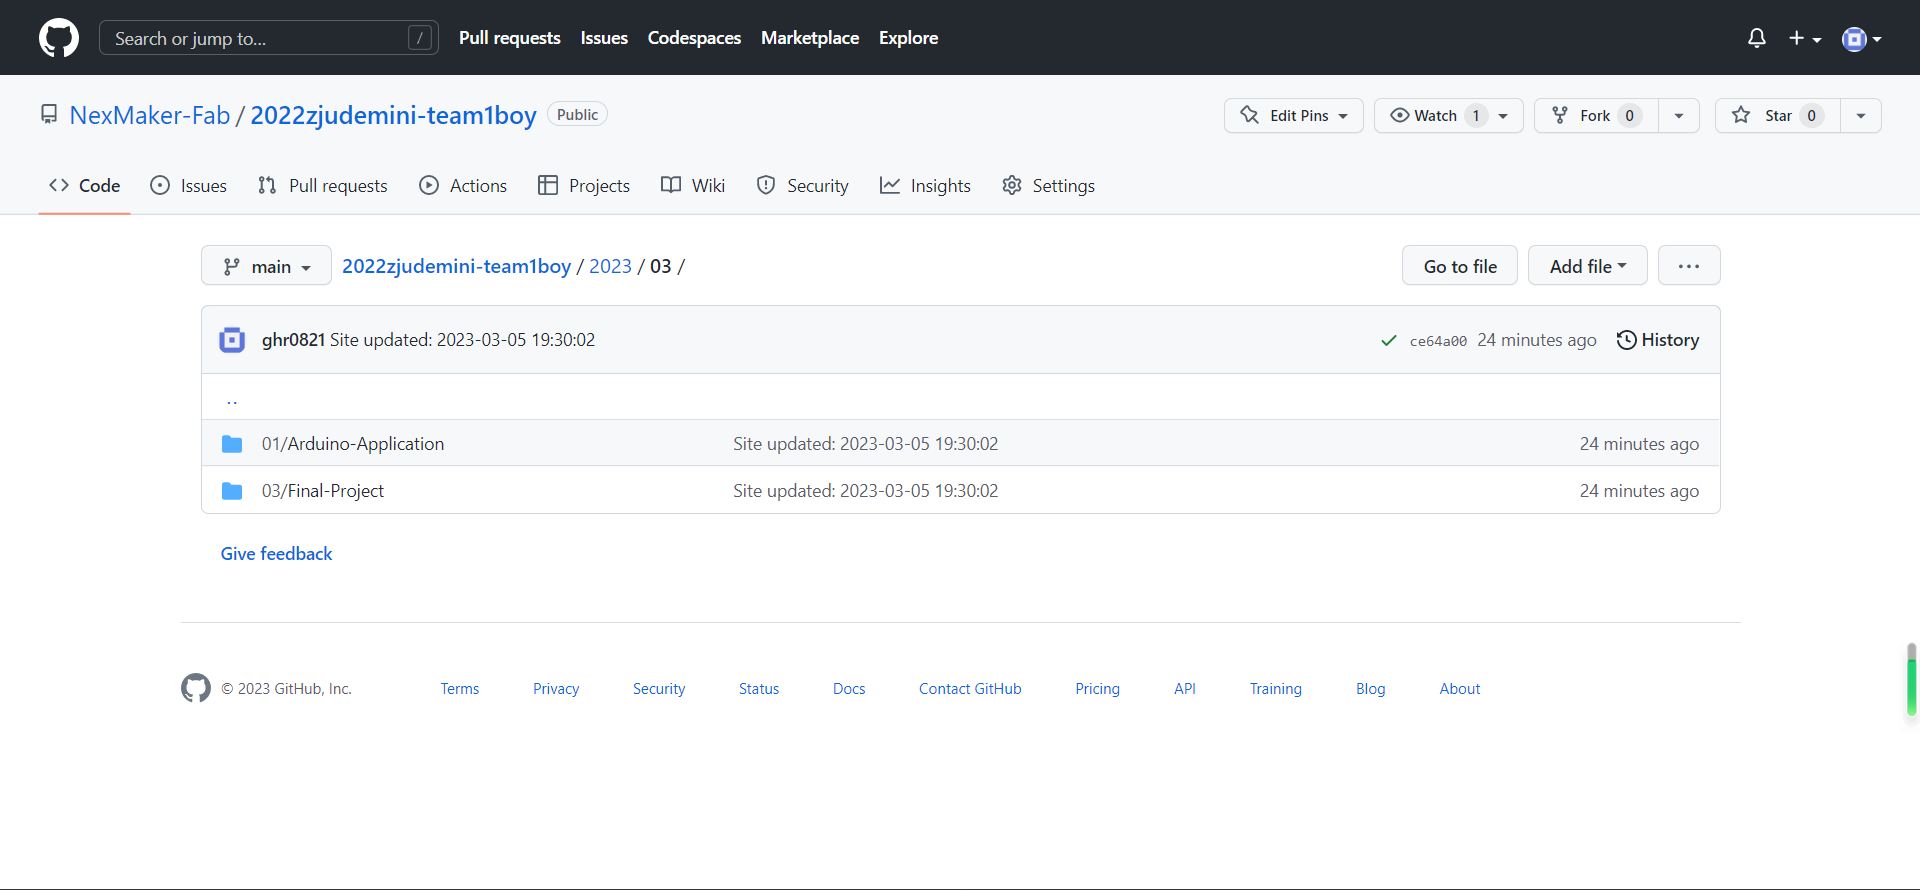 Search or jump to... / Pull requests Issues Codespaces Marketplace Explore
NexMaker-Fab / 2022zjudemini-team1boy Public Edit Pins Watch 1 Fork 0 Star 0
Code Issues Pull requests Actions Projects Wiki Security Insights Settings
main 2022zjudemini-team1boy / 2023 / 03 / Go to file Add file ...
ghr0821 Site updated: 2023-03-05 19:30:02 ce64a00 24 minutes ago History
..
01/Arduino-Application Site updated: 2023-03-05 19:30:02 24 minutes ago
03/Final-Project Site updated: 2023-03-05 19:30:02 24 minutes ago
Give feedback
© 2023 GitHub, Inc. Terms Privacy Security Status Docs Contact GitHub Pricing API Training Blog About